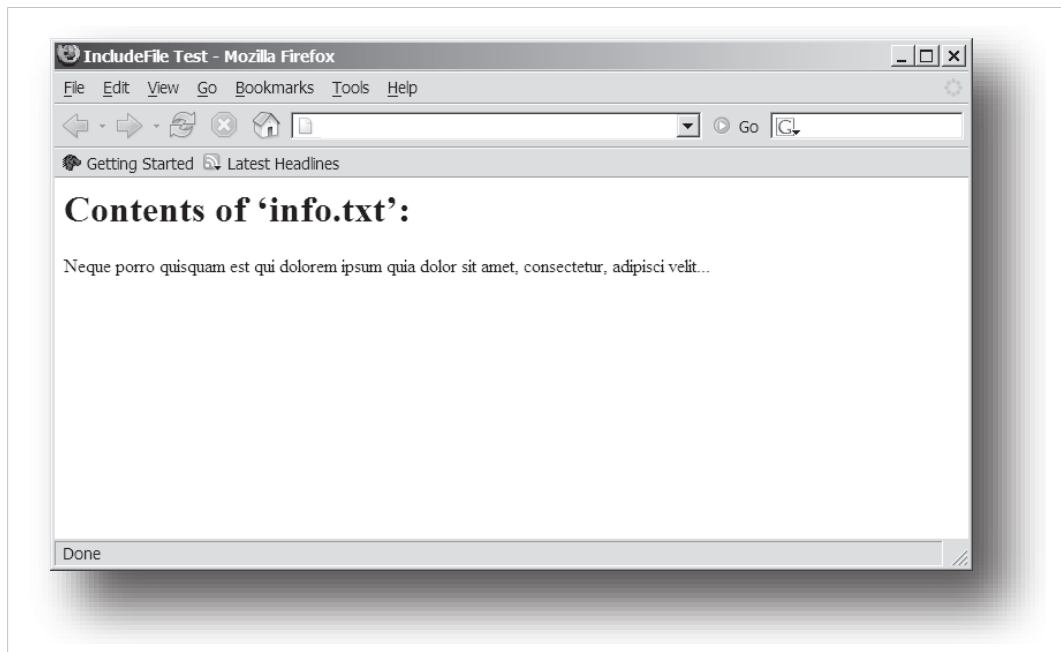 IncludeFile Test - Mozilla Firefox
File Edit View Go Bookmarks Tools Help
Go G
Getting Started Latest Headlines
Contents of ‘info.txt’:
Neque porro quisquam est qui dolorem ipsum quia dolor sit amet, consectetur, adipisci velit...
Done